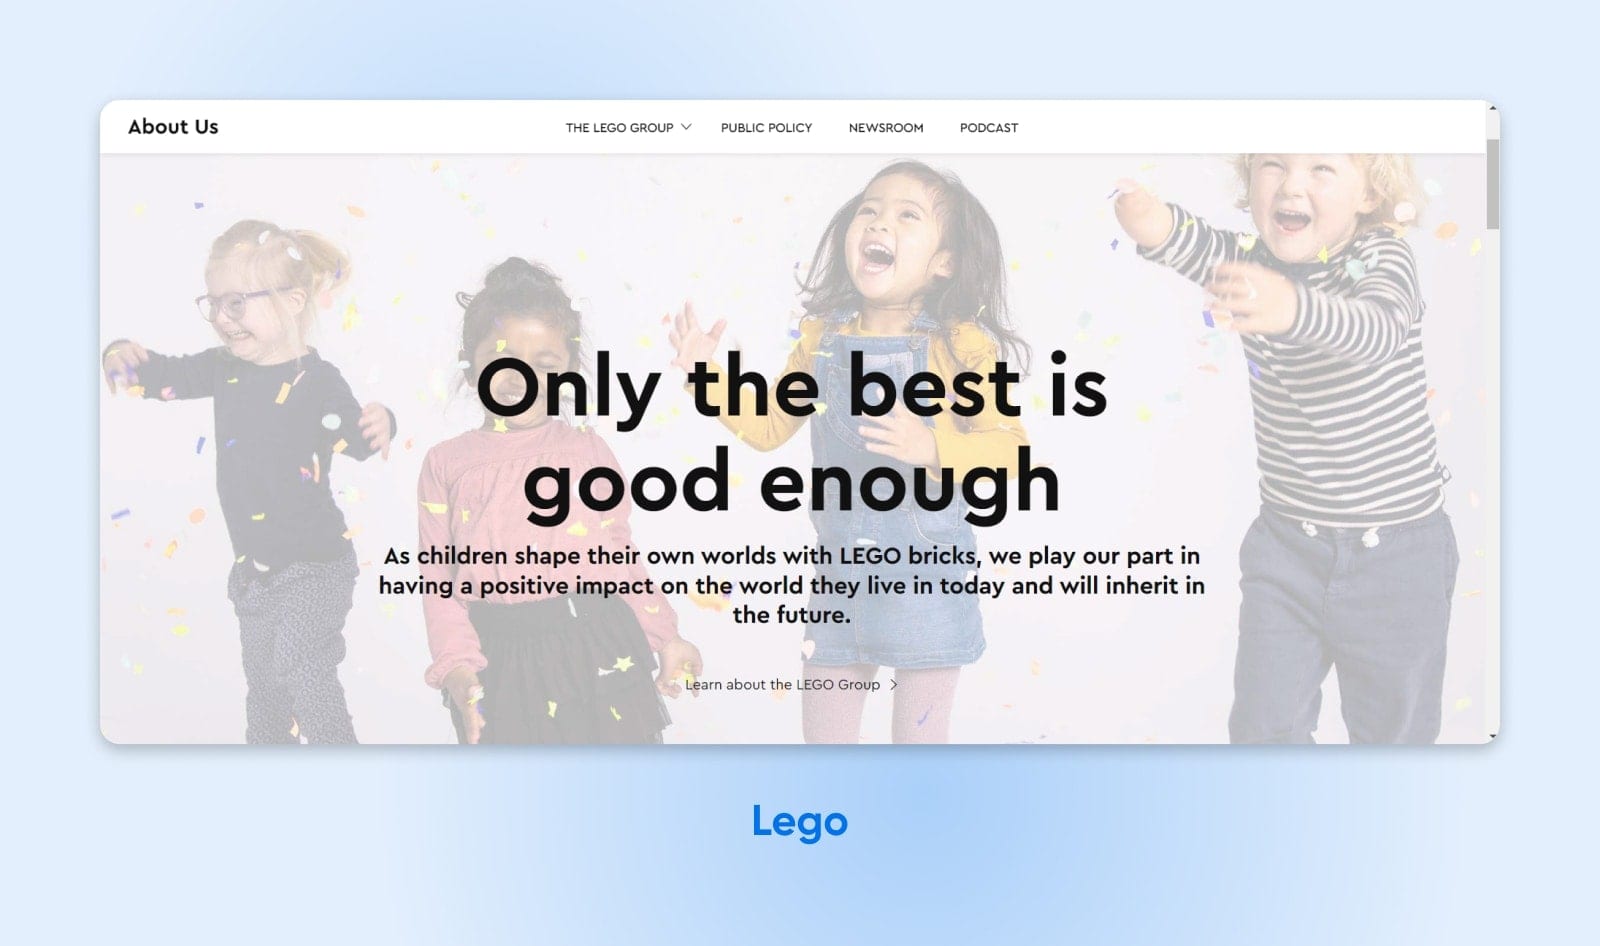 About Us
THE LEGO GROUP
PUBLIC POLICY
NEWSROOM
PODCAST
Only the best is
good enough
As children shape their own worlds with LEGO bricks, we play our part in
having a positive impact on the world they live in today and will inherit in
the future.
Learn about the LEGO Group
Lego